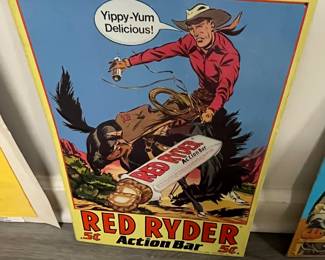 Yippy-Yum
Delicious!
RED RYDER
Action Bar
RED RYDER
5¢
Action Bar
5¢